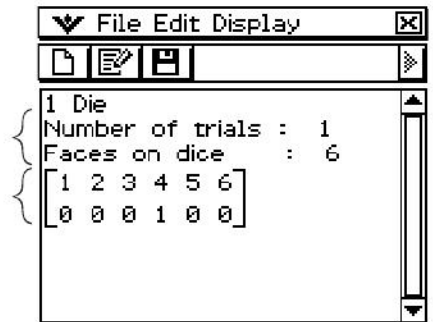 File Edit Display
1 Die
Number of trials : 1
Faces on dice : 6
1 2 3 4 5 6
0 0 0 1 0 0